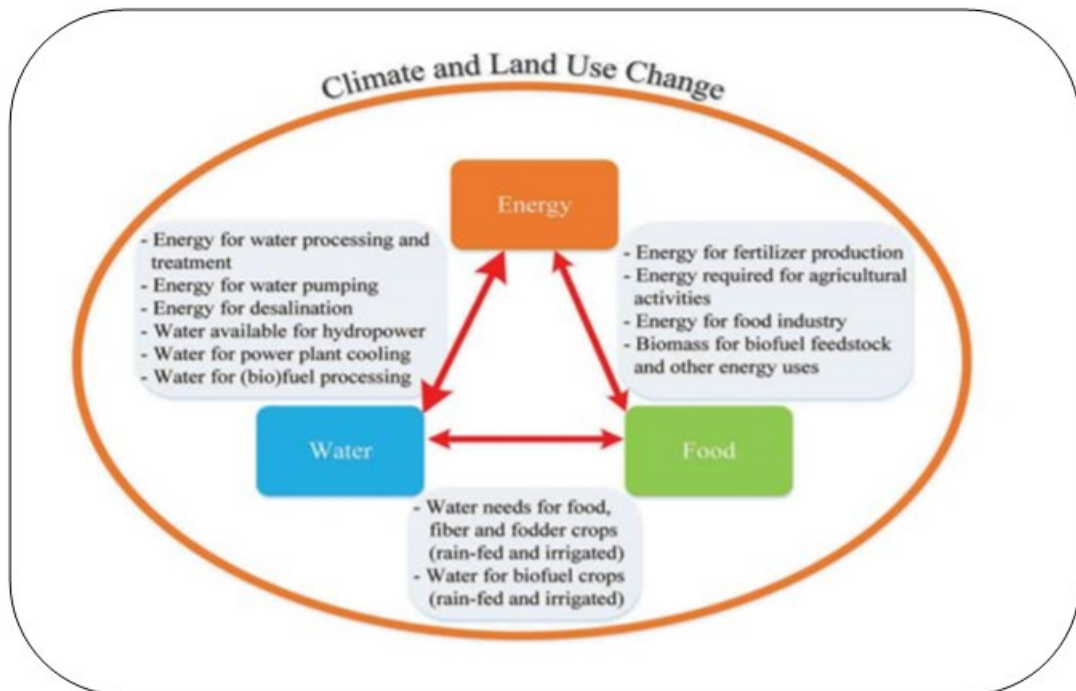 Climate and Land Use Change
Energy
- Energy for water processing and
treatment
- Energy for water pumping
- Energy for desalination
- Water available for hydropower
- Water for power plant cooling
- Water for (bio)fuel processing
- Energy for fertilizer production
- Energy required for agricultural
activities
- Energy for food industry
- Biomass for biofuel feedstock
and other energy uses
Water
Food
- Water needs for food,
fiber and fodder crops
(rain-fed and irrigated)
- Water for biofuel crops
(rain-fed and irrigated)